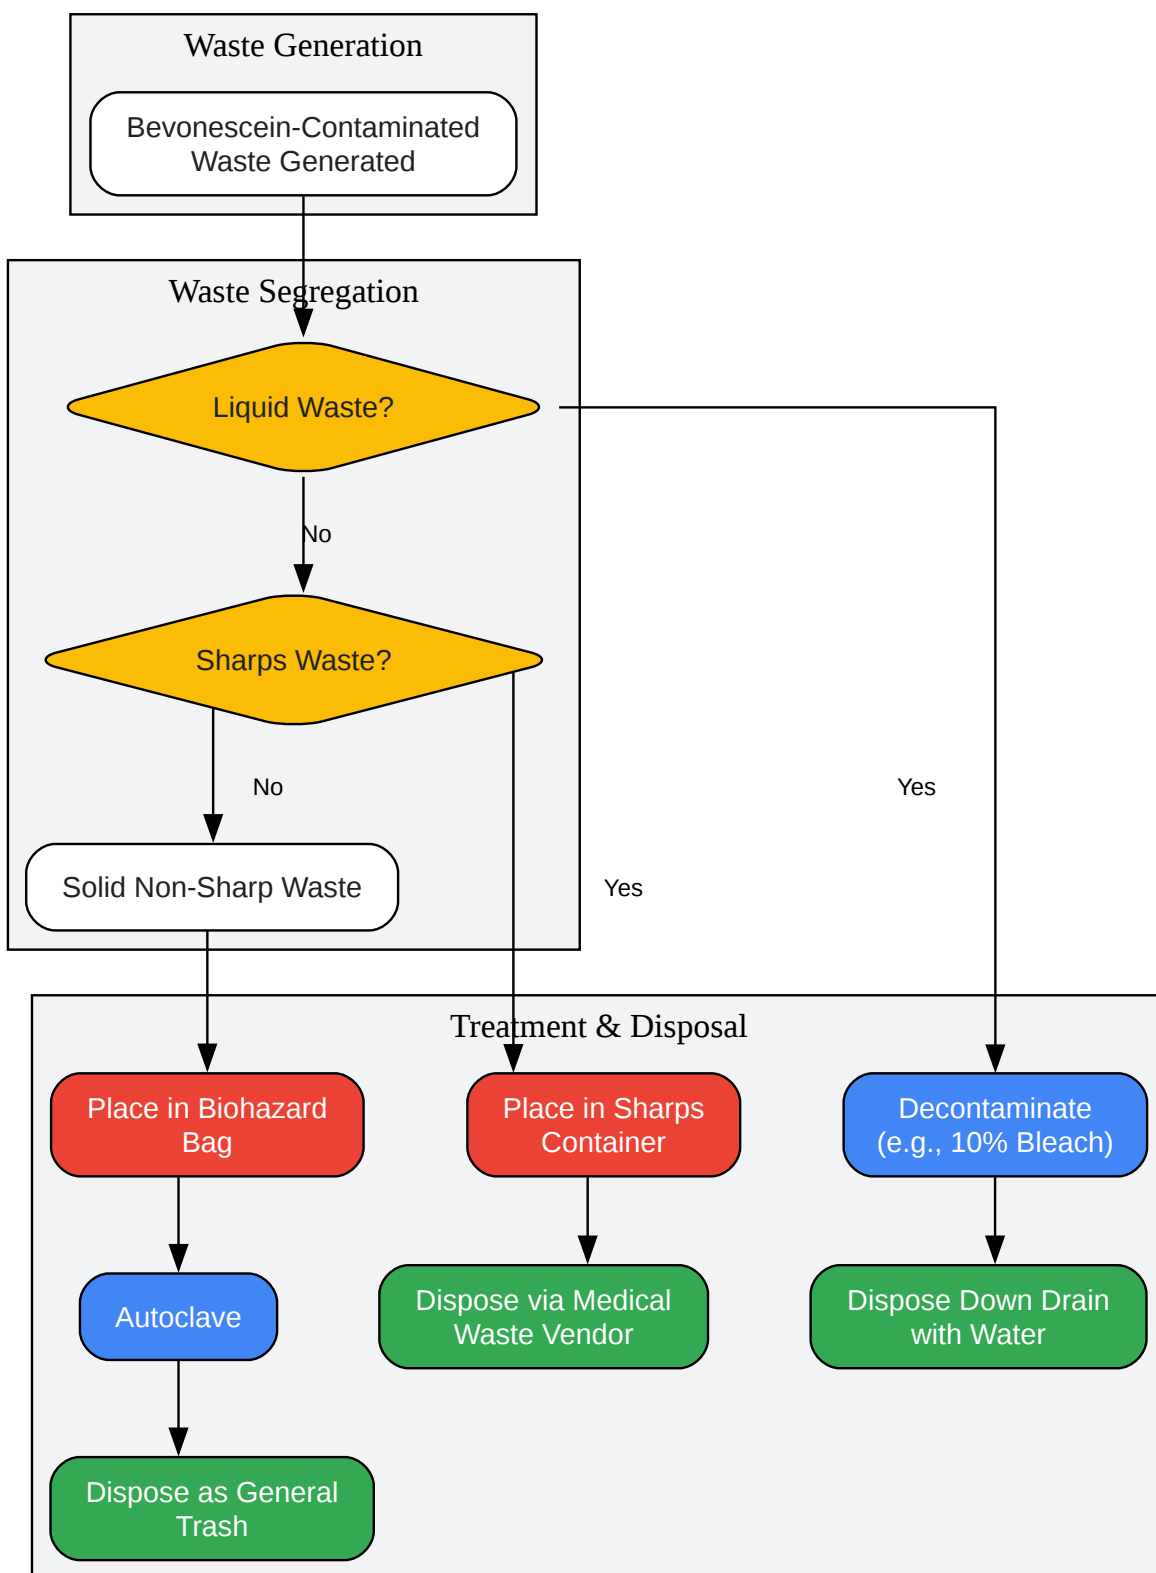 Waste Generation
Bevonescein-Contaminated
Waste Generated
Waste Segregation
Liquid Waste?
No
Sharps Waste?
No
Yes
Solid Non-Sharp Waste
Yes
Treatment & Disposal
Place in Biohazard
Bag
Place in Sharps
Container
Decontaminate
(e.g., 10% Bleach)
Autoclave
Dispose via Medical
Waste Vendor
Dispose Down Drain
with Water
Dispose as General
Trash